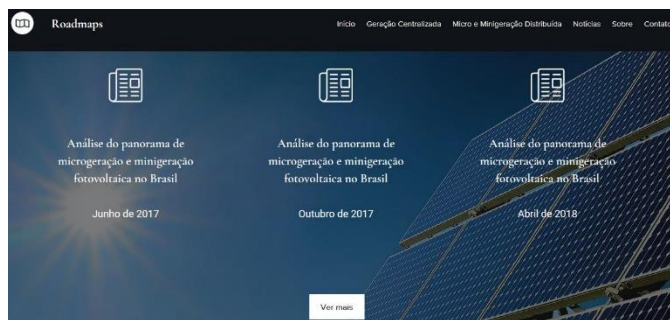 Roadmaps
Início Geração Centralizada Micro e Minigeração Distribuída Notícias Sobre Contato
Análise do panorama de
microgeração e minigeração
fotovoltaica no Brasil
Junho de 2017
Análise do panorama de
microgeração e minigeração
fotovoltaica no Brasil
Outubro de 2017
Análise do panorama de
microgeração e minigeração
fotovoltaica no Brasil
Abril de 2018
Ver mais